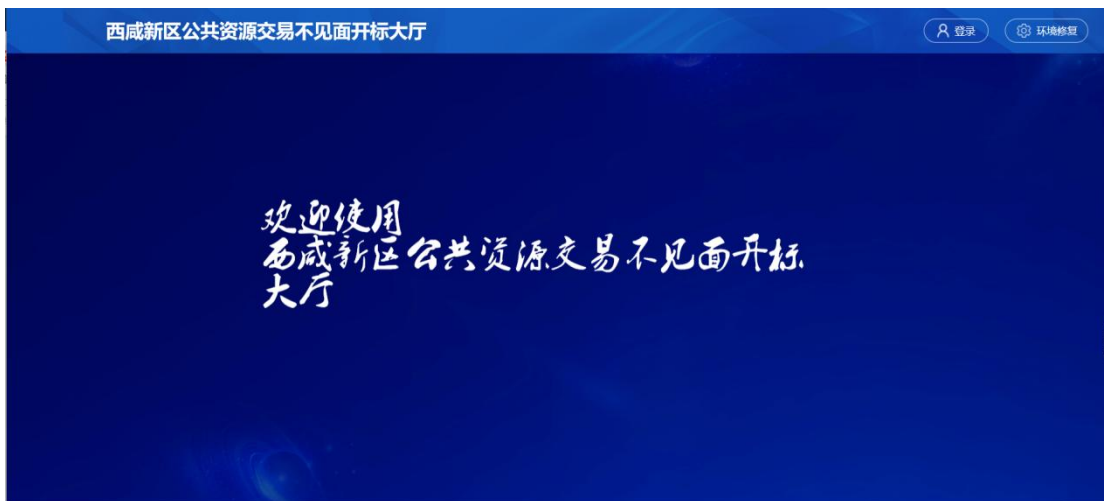 西咸新区公共资源交易不见面开标大厅
登录
环境修复
欢迎使用
西咸新区公共资源交易不见面开标
大厅